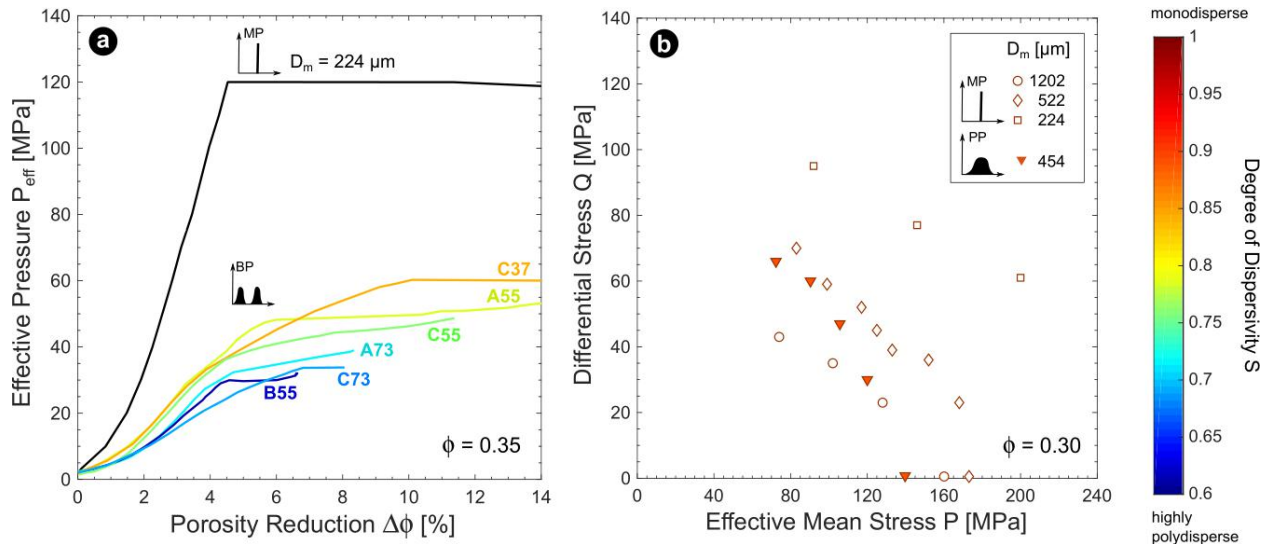 a
MP
D_m = 224 µm
BP
C37
A55
C55
A73
C73
B55
ϕ = 0.35
140
120
100
80
60
40
20
0
0 2 4 6 8 10 12 14
Effective Pressure P_eff [MPa]
Porosity Reduction Δϕ [%]
b
D_m [µm]
MP
1202
522
224
PP
454
ϕ = 0.30
140
120
100
80
60
40
20
0
0 40 80 120 160 200 240
Differential Stress Q [MPa]
Effective Mean Stress P [MPa]
monodisperse
1
0.95
0.9
0.85
0.8
0.75
0.7
0.65
0.6
highly
polydisperse
Degree of Dispersivity S